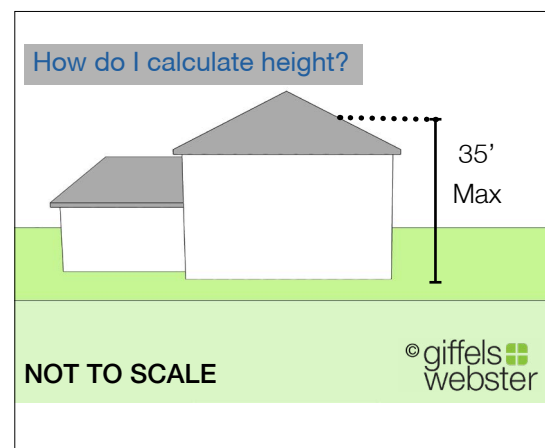 How do I calculate height?
35’
Max
NOT TO SCALE
© giffels
webster